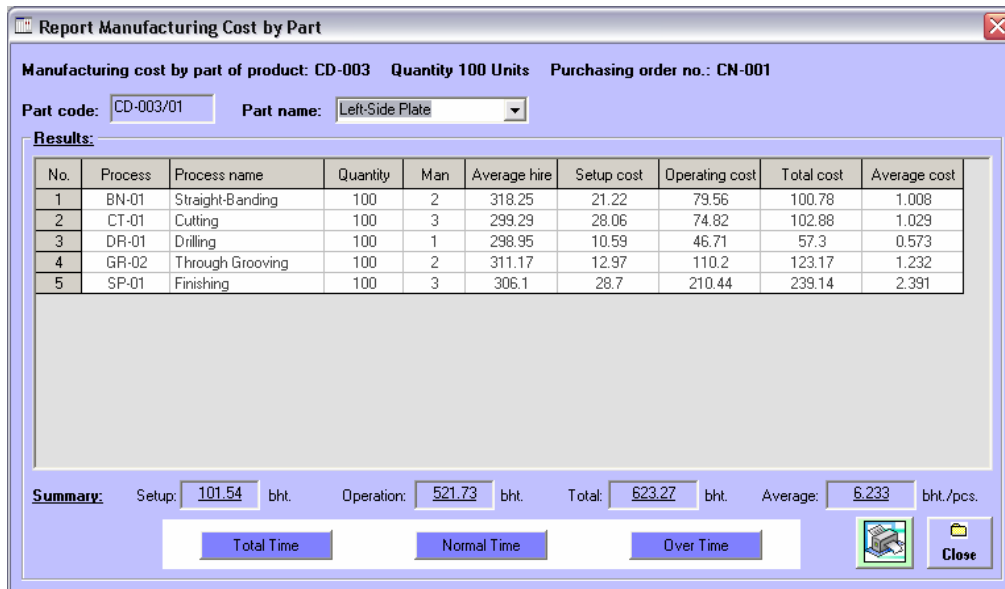 Report Manufacturing Cost by Part
Manufacturing cost by part of product: CD-003 Quantity 100 Units Purchasing order no.: CN-001
Part code: CD-003/01 Part name: Left-Side Plate
Results:
No. Process Process name Quantity Man Average hire Setup cost Operating cost Total cost Average cost
1 BN-01 Straight-Banding 100 2 318.25 21.22 79.56 100.78 1.008
2 CT-01 Cutting 100 3 299.29 28.06 74.82 102.88 1.029
3 DR-01 Drilling 100 1 298.95 10.59 46.71 57.3 0.573
4 GR-02 Through Grooving 100 2 311.17 12.97 110.2 123.17 1.232
5 SP-01 Finishing 100 3 306.1 28.7 210.44 239.14 2.391
Summary: Setup: 101.54 bht. Operation: 521.73 bht. Total: 623.27 bht. Average: 6.233 bht./pcs.
Total Time Normal Time Over Time Close